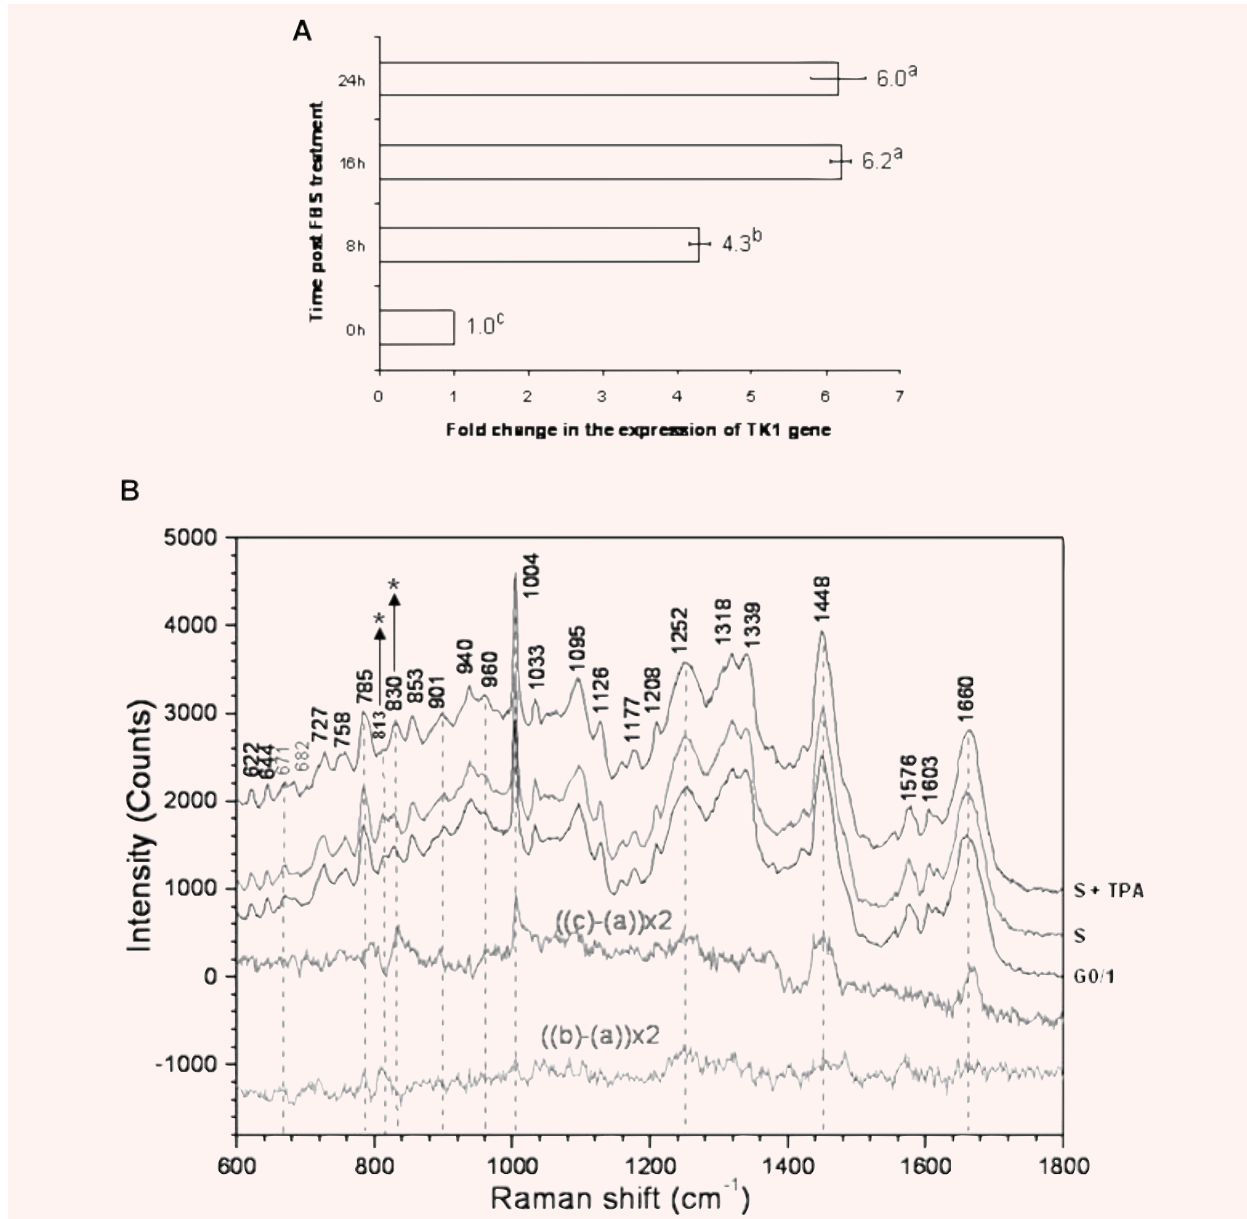 A
Time post FBS treatment
24h
6.0a
16h
6.2a
8h
4.3b
0h
1.0c
0 1 2 3 4 5 6 7
Fold change in the expression of TK1 gene
B
Intensity (Counts)
5000
4000
3000
2000
1000
0
-1000
622
644
671
682
727
758
785
813
*
830
*
853
901
940
960
1004
1033
1095
1126
1177
1208
1252
1318
1339
1448
1576
1603
1660
S + TPA
S
G0/1
((c)-(a))x2
((b)-(a))x2
600 800 1000 1200 1400 1600 1800
Raman shift (cm-1)